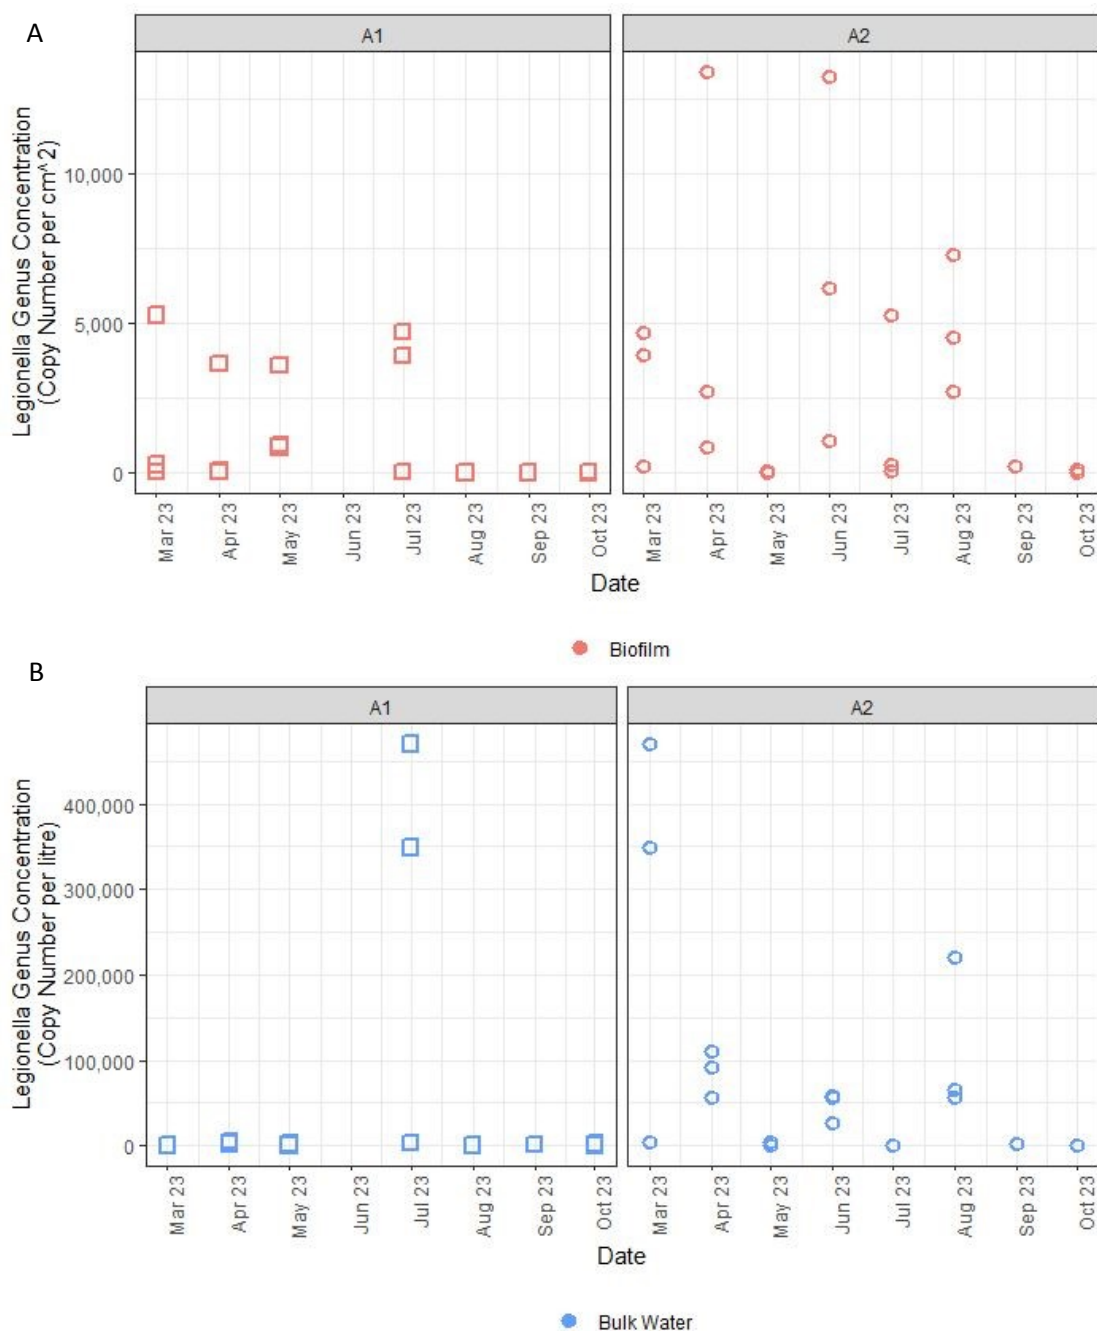 A
A1
A2
Legionella Genus Concentration
(Copy Number per cm^2)
10,000
5,000
0
Mar 23
Apr 23
May 23
Jun 23
Jul 23
Aug 23
Sep 23
Oct 23
Mar 23
Apr 23
May 23
Jun 23
Jul 23
Aug 23
Sep 23
Oct 23
Date
Biofilm
B
A1
A2
Legionella Genus Concentration
(Copy Number per litre)
400,000
300,000
200,000
100,000
0
Mar 23
Apr 23
May 23
Jun 23
Jul 23
Aug 23
Sep 23
Oct 23
Mar 23
Apr 23
May 23
Jun 23
Jul 23
Aug 23
Sep 23
Oct 23
Date
Bulk Water